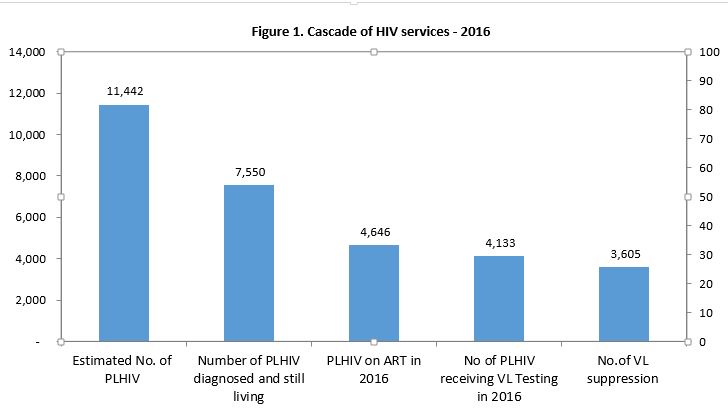 Figure 1. Cascade of HIV services - 2016
14,000
12,000
10,000
8,000
6,000
4,000
2,000
-
11,442
7,550
4,646
4,133
3,605
100
90
80
70
60
50
40
30
20
10
0
Estimated No. of
PLHIV
Number of PLHIV
diagnosed and still
living
PLHIV on ART in
2016
No of PLHIV
receiving VL Testing
in 2016
No.of VL
suppression